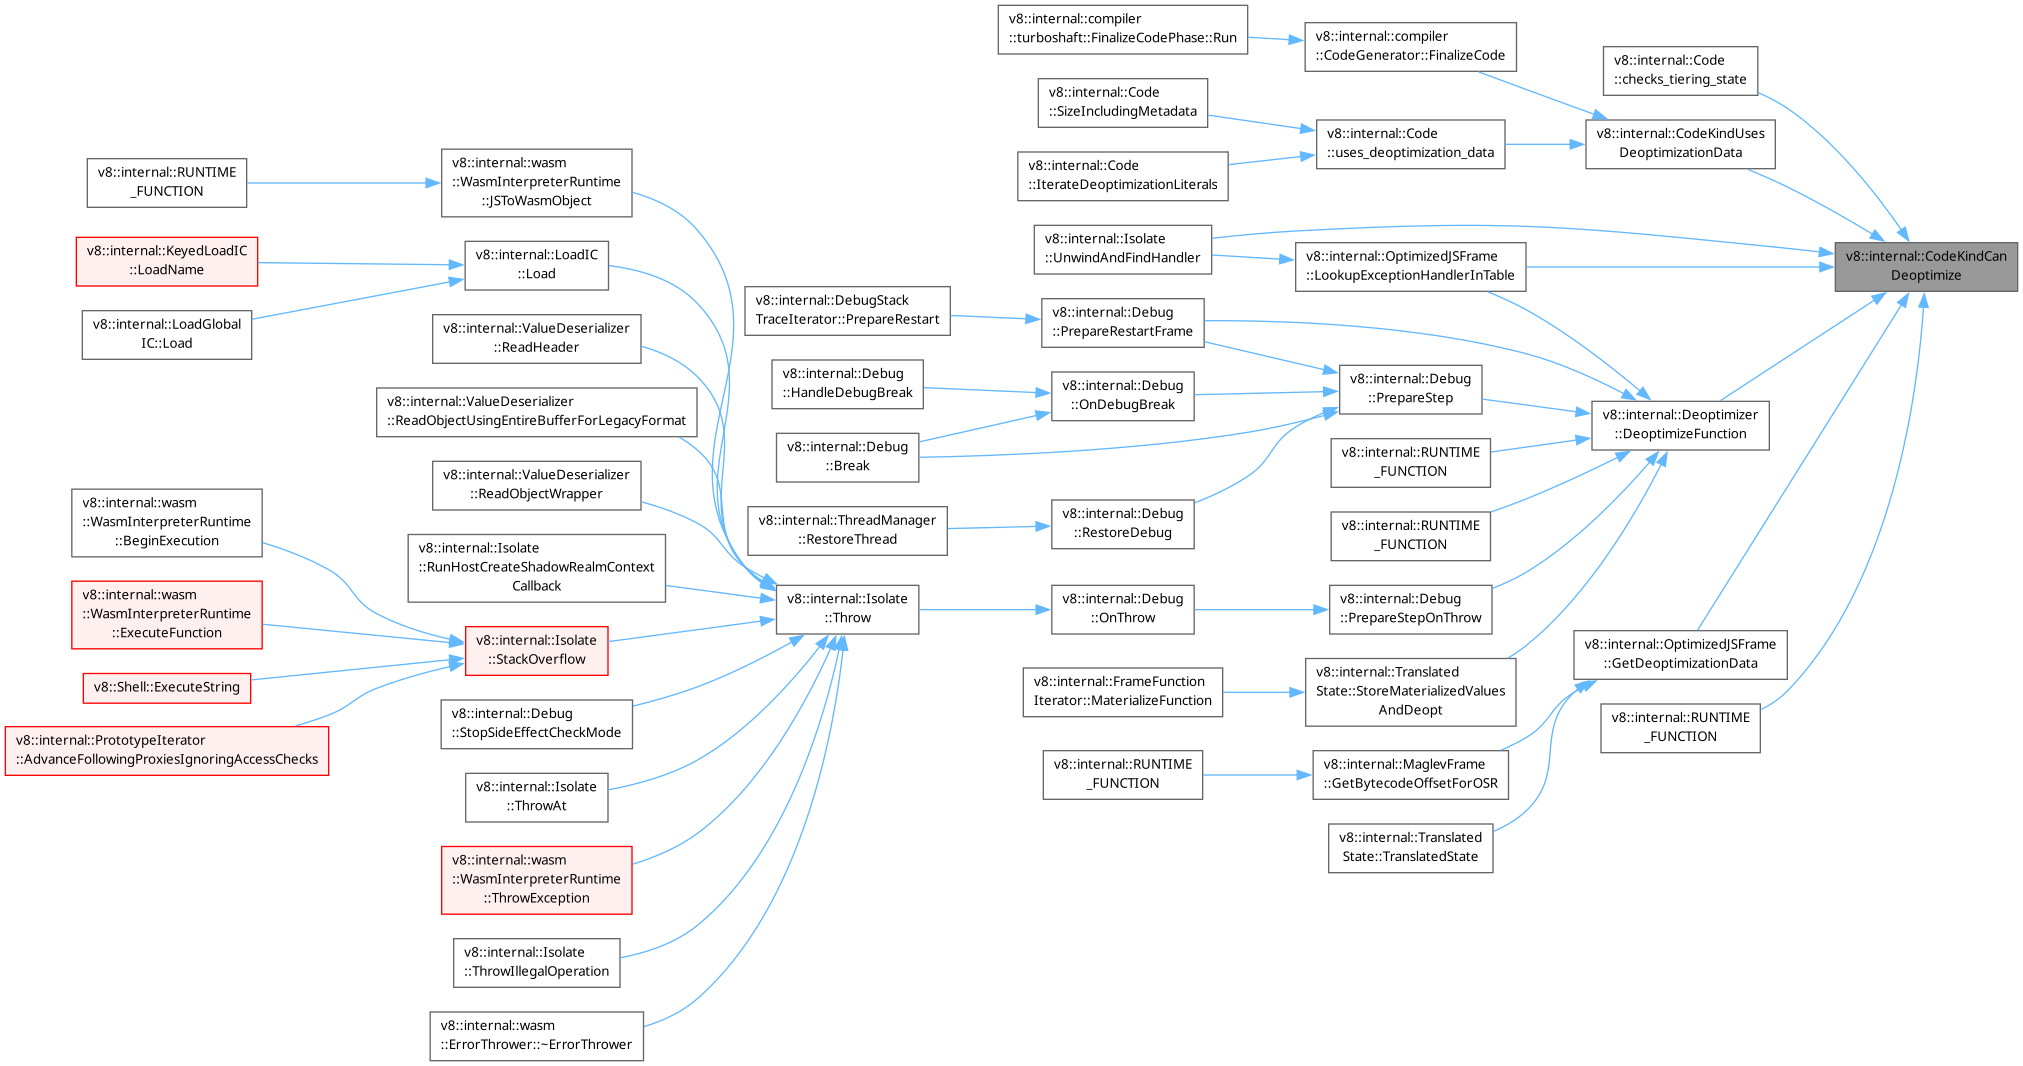 v8::internal::compiler
::turboshaft::FinalizeCodePhase::Run
v8::internal::compiler
::CodeGenerator::FinalizeCode
v8::internal::Code
::checks_tiering_state
v8::internal::Code
::SizeIncludingMetadata
v8::internal::Code
::uses_deoptimization_data
v8::internal::CodeKindUses
DeoptimizationData
v8::internal::Code
::IterateDeoptimizationLiterals
v8::internal::RUNTIME
_FUNCTION
v8::internal::wasm
::WasmInterpreterRuntime
::JSToWasmObject
v8::internal::Isolate
::UnwindAndFindHandler
v8::internal::OptimizedJSFrame
::LookupExceptionHandlerInTable
v8::internal::CodeKindCan
Deoptimize
v8::internal::KeyedLoadIC
::LoadName
v8::internal::LoadIC
::Load
v8::internal::LoadGlobal
IC::Load
v8::internal::ValueDeserializer
::ReadHeader
v8::internal::DebugStack
TraceIterator::PrepareRestart
v8::internal::Debug
::PrepareRestartFrame
v8::internal::Debug
::HandleDebugBreak
v8::internal::Debug
::OnDebugBreak
v8::internal::Debug
::PrepareStep
v8::internal::ValueDeserializer
::ReadObjectUsingEntireBufferForLegacyFormat
v8::internal::Deoptimizer
::DeoptimizeFunction
v8::internal::Debug
::Break
v8::internal::RUNTIME
_FUNCTION
v8::internal::ValueDeserializer
::ReadObjectWrapper
v8::internal::wasm
::WasmInterpreterRuntime
::BeginExecution
v8::internal::ThreadManager
::RestoreThread
v8::internal::Debug
::RestoreDebug
v8::internal::RUNTIME
_FUNCTION
v8::internal::Isolate
::RunHostCreateShadowRealmContext
Callback
v8::internal::wasm
::WasmInterpreterRuntime
::ExecuteFunction
v8::internal::Isolate
::Throw
v8::internal::Debug
::OnThrow
v8::internal::Debug
::PrepareStepOnThrow
v8::internal::Isolate
::StackOverflow
v8::internal::OptimizedJSFrame
::GetDeoptimizationData
v8::Shell::ExecuteString
v8::internal::FrameFunction
Iterator::MaterializeFunction
v8::internal::Translated
State::StoreMaterializedValues
AndDeopt
v8::internal::Debug
::StopSideEffectCheckMode
v8::internal::RUNTIME
_FUNCTION
v8::internal::PrototypeIterator
::AdvanceFollowingProxiesIgnoringAccessChecks
v8::internal::RUNTIME
_FUNCTION
v8::internal::MaglevFrame
::GetBytecodeOffsetForOSR
v8::internal::Isolate
::ThrowAt
v8::internal::Translated
State::TranslatedState
v8::internal::wasm
::WasmInterpreterRuntime
::ThrowException
v8::internal::Isolate
::ThrowIllegalOperation
v8::internal::wasm
::ErrorThrower::~ErrorThrower